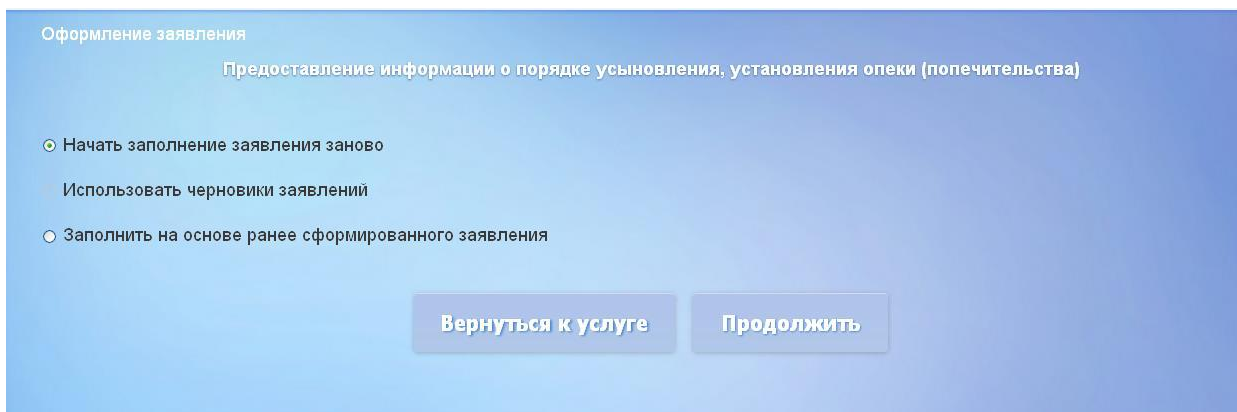 Оформление заявления
Предоставление информации о порядке усыновления, установления опеки (попечительства)
Начать заполнение заявления заново
Использовать черновики заявлений
Заполнить на основе ранее сформированного заявления
Вернуться к услуге
Продолжить